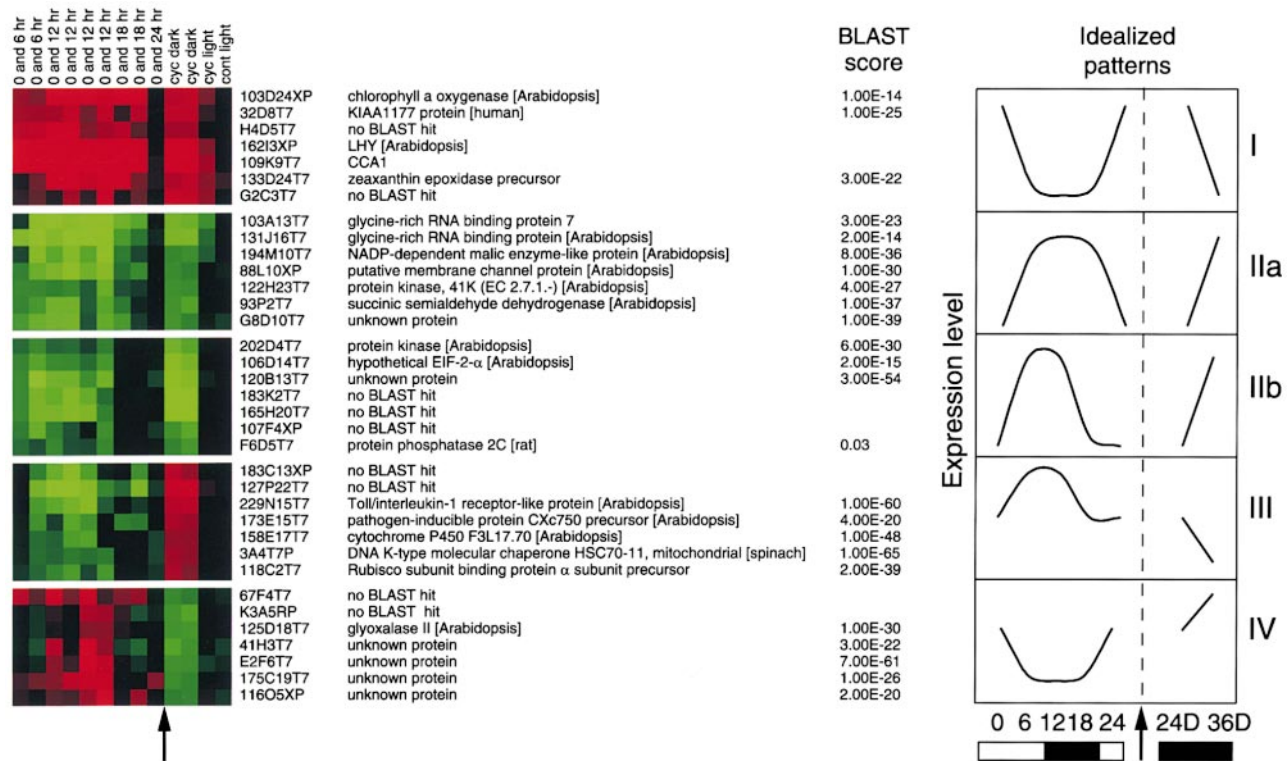 0 and 6 hr
0 and 6 hr
0 and 12 hr
0 and 12 hr
0 and 12 hr
0 and 12 hr
0 and 18 hr
0 and 18 hr
0 and 24 hr
cyc dark
cyc dark
cyc light
cont light
BLAST score
Idealized patterns
103D24XP chlorophyll a oxygenase [Arabidopsis] 1.00E-14
32D8T7 KIAA1177 protein [human] 1.00E-25
H4D5T7 no BLAST hit
162I3XP LHY [Arabidopsis]
109K9T7 CCA1
133D24T7 zeaxanthin epoxidase precursor 3.00E-22
G2C3T7 no BLAST hit
103A13T7 glycine-rich RNA binding protein 7 3.00E-23
131J16T7 glycine-rich RNA binding protein [Arabidopsis] 2.00E-14
194M10T7 NADP-dependent malic enzyme-like protein [Arabidopsis] 8.00E-36
88L10XP putative membrane channel protein [Arabidopsis] 1.00E-30
122H23T7 protein kinase, 41K (EC 2.7.1.-) [Arabidopsis] 4.00E-27
93P2T7 succinic semialdehyde dehydrogenase [Arabidopsis] 1.00E-37
G8D10T7 unknown protein 1.00E-39
202D4T7 protein kinase [Arabidopsis] 6.00E-30
106D14T7 hypothetical EIF-2-α [Arabidopsis] 2.00E-15
120B13T7 unknown protein 3.00E-54
183K2T7 no BLAST hit
165H20T7 no BLAST hit
107F4XP no BLAST hit
F6D5T7 protein phosphatase 2C [rat] 0.03
183C13XP no BLAST hit
127P22T7 no BLAST hit
229N15T7 Toll/interleukin-1 receptor-like protein [Arabidopsis] 1.00E-60
173E15T7 pathogen-inducible protein CXc750 precursor [Arabidopsis] 4.00E-20
158E17T7 cytochrome P450 F3L17.70 [Arabidopsis] 1.00E-48
3A4T7P DNA K-type molecular chaperone HSC70-11, mitochondrial [spinach] 1.00E-65
118C2T7 Rubisco subunit binding protein α subunit precursor 2.00E-39
67F4T7 no BLAST hit
K3A5RP no BLAST hit
125D18T7 glyoxalase II [Arabidopsis] 1.00E-30
41H3T7 unknown protein 3.00E-22
E2F6T7 unknown protein 7.00E-61
175C19T7 unknown protein 1.00E-26
116O5XP unknown protein 2.00E-20
Expression level
I
IIa
IIb
III
IV
0 6 12 18 24 24D 36D